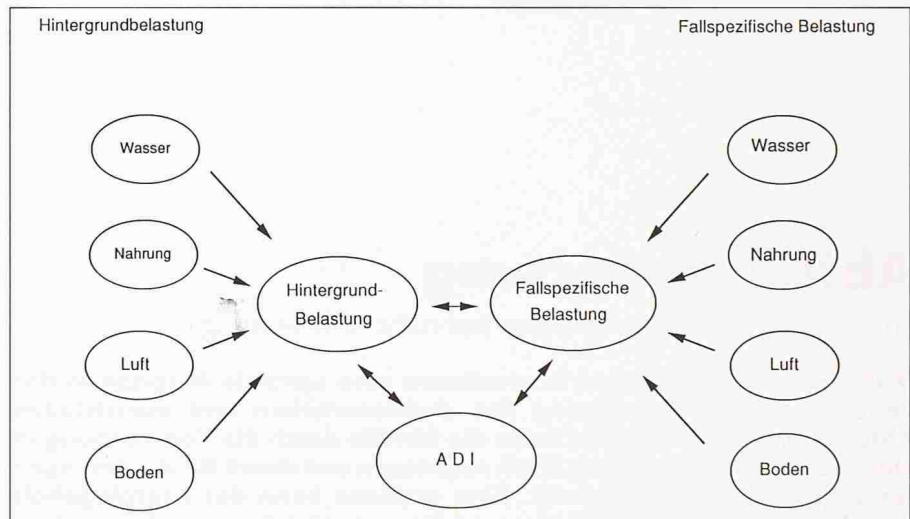 Hintergrundbelastung
Fallspezifische Belastung
Wasser
Wasser
Nahrung
Nahrung
Hintergrund-
Belastung
Fallspezifische
Belastung
Luft
Luft
Boden
A D I
Boden